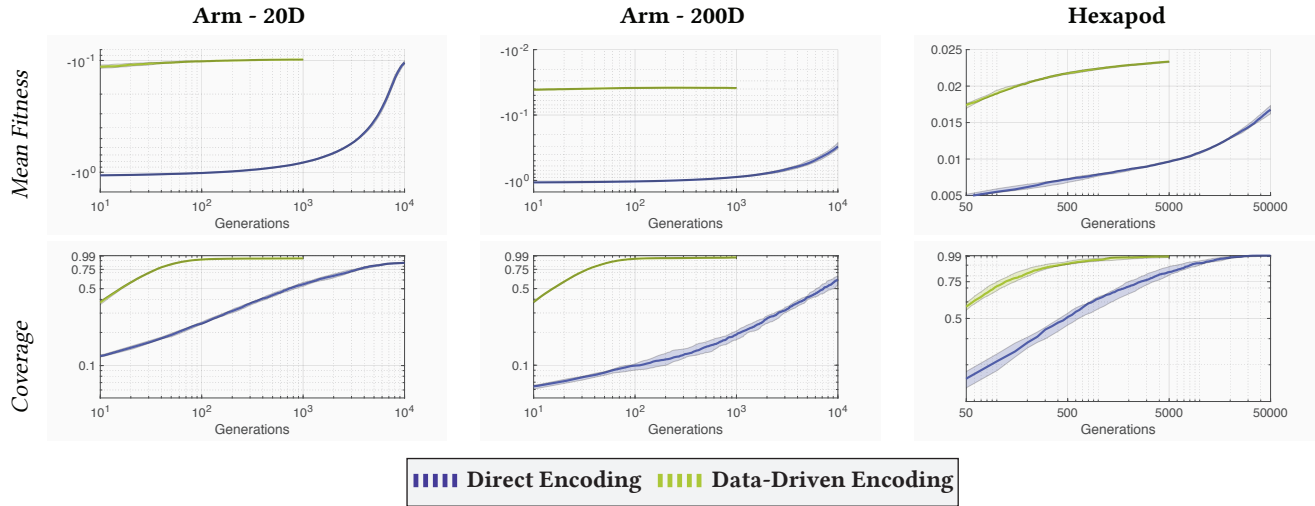 Arm - 20D Arm - 200D Hexapod
Mean Fitness
-10^-1
-10^0
10^1 10^2 10^3 10^4
Generations
-10^-2
-10^-1
-10^0
10^1 10^2 10^3 10^4
Generations
0.025
0.02
0.015
0.01
0.005
50 500 5000 50000
Generations
Coverage
0.99
0.75
0.5
0.1
10^1 10^2 10^3 10^4
Generations
0.99
0.75
0.5
0.1
10^1 10^2 10^3 10^4
Generations
0.99
0.75
0.5
50 500 5000 50000
Generations
Direct Encoding Data-Driven Encoding